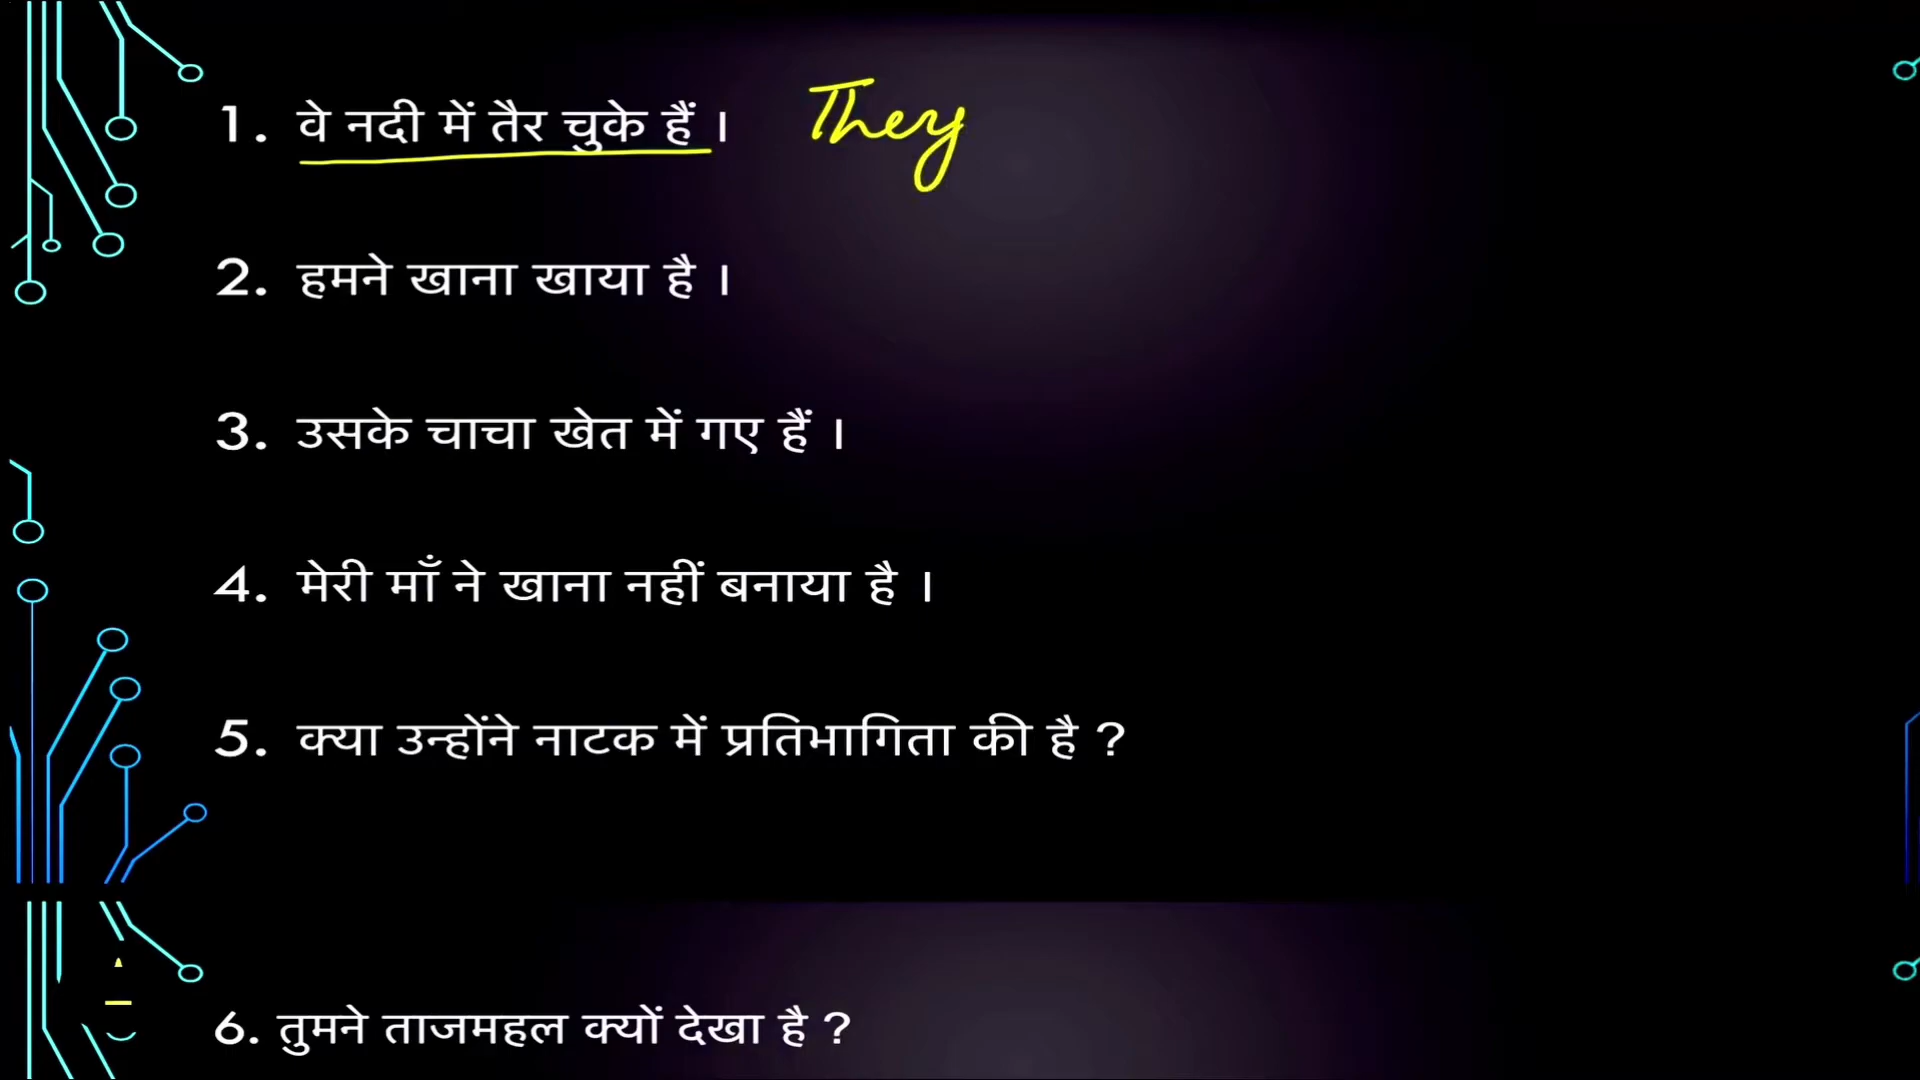 1. वे नदी में तैर चुके हैं । They
2. हमने खाना खाया है ।
3. उसके चाचा खेत में गए हैं ।
4. मेरी माँ ने खाना नहीं बनाया है ।
5. क्या उन्होंने नाटक में प्रतिभागिता की है ?
6. तुमने ताजमहल क्यों देखा है ?